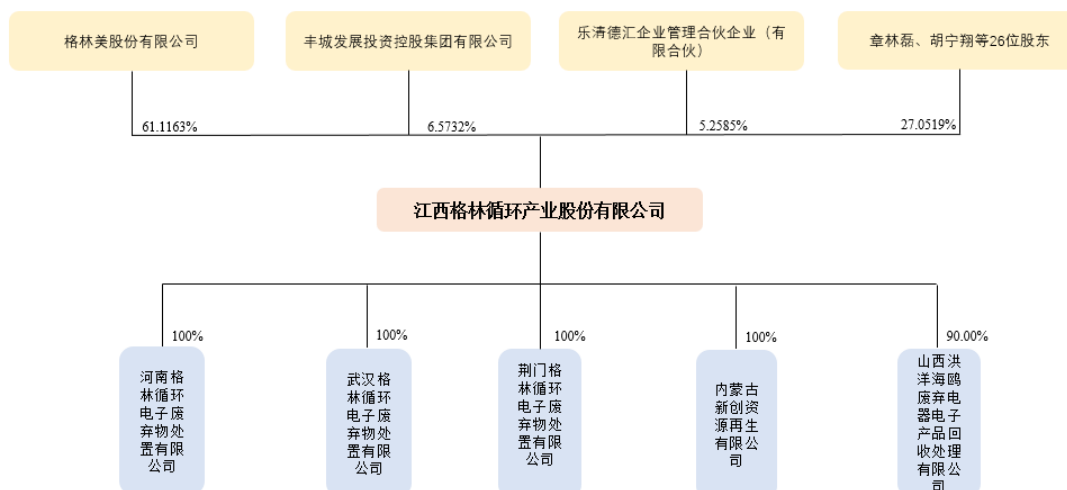 格林美股份有限公司
丰城发展投资控股集团有限公司
乐清德汇企业管理合伙企业（有
限合伙）
章林磊、胡宁翔等26位股东
61.1163%
6.5732%
5.2585%
27.0519%
江西格林循环产业股份有限公司
100%
100%
100%
100%
90.00%
河南格
林循环
电子废
弃物处
置有限
公司
武汉格
林循环
电子废
弃物处
置有限
公司
荆门格
林循环
电子废
弃物处
置有限
公司
内蒙古
新创资
源再生
有限公
司
山西洪
洋海鸥
废弃电
器电子
产品回
收处理
有限公
司